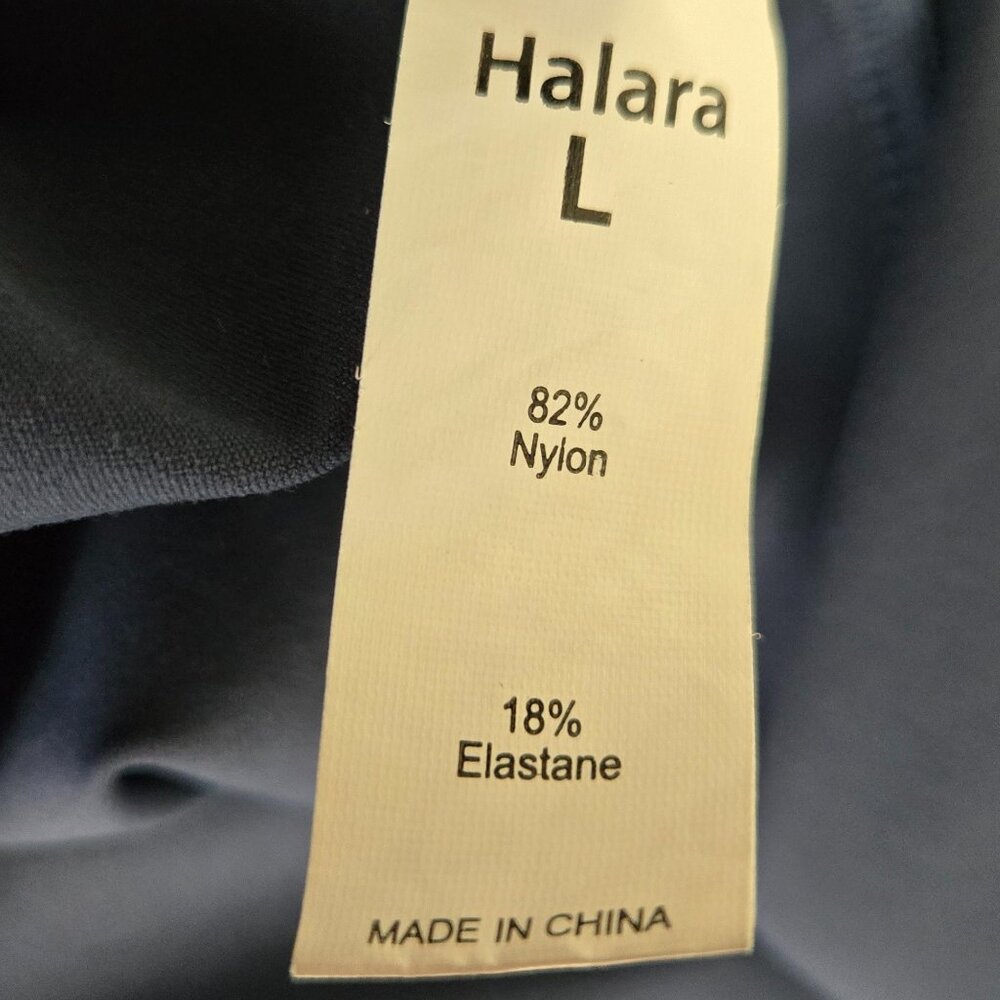 Halara
L
82%
Nylon
18%
Elastane
MADE IN CHINA